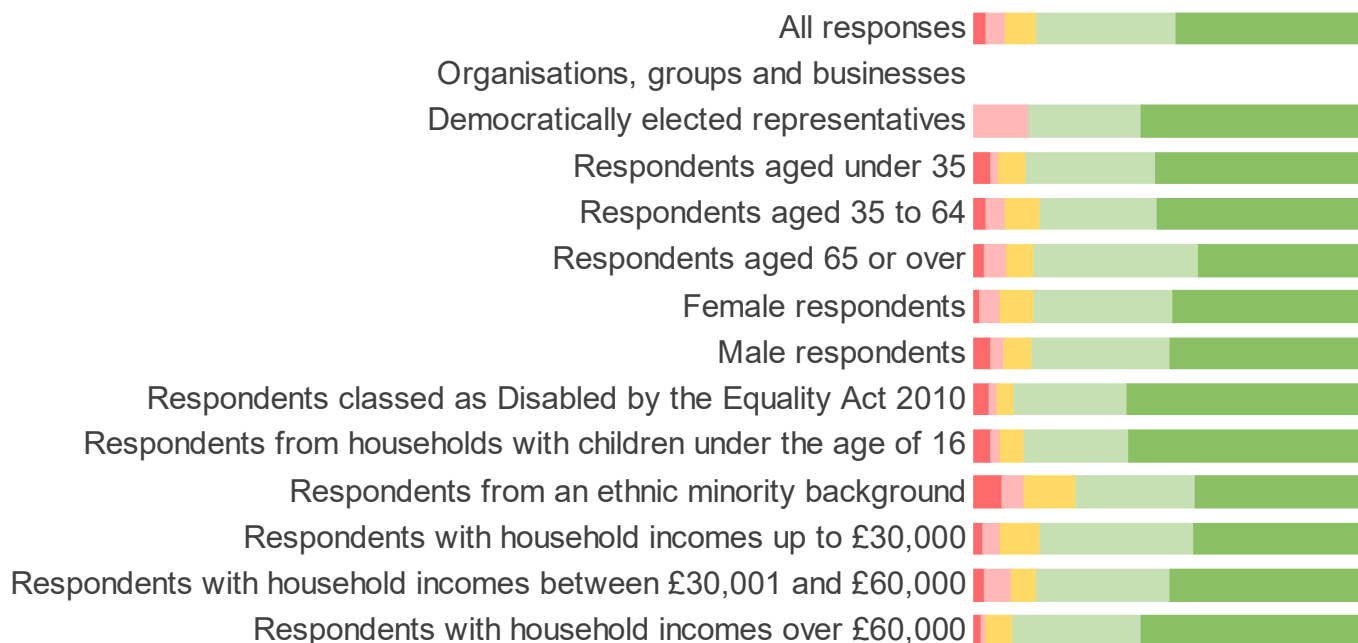 All responses
Organisations, groups and businesses
Democratically elected representatives
Respondents aged under 35
Respondents aged 35 to 64
Respondents aged 65 or over
Female respondents
Male respondents
Respondents classed as Disabled by the Equality Act 2010
Respondents from households with children under the age of 16
Respondents from an ethnic minority background
Respondents with household incomes up to £30,000
Respondents with household incomes between £30,001 and £60,000
Respondents with household incomes over £60,000